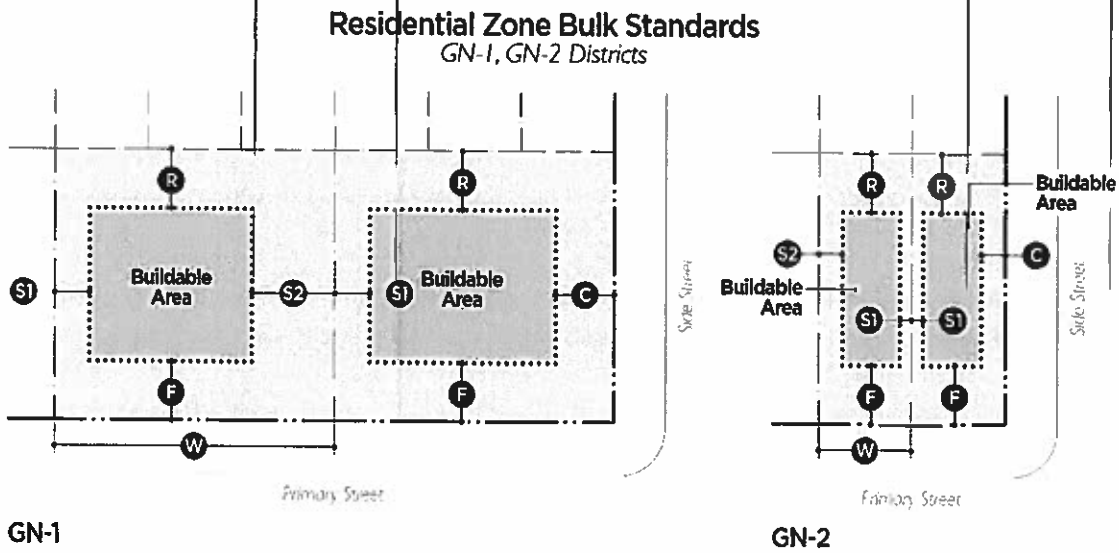 Residential Zone Bulk Standards
GN-1, GN-2 Districts
R
R
Buildable
Area
Buildable
Area
S1
S2
S1
C
F
F
W
Primary Street
Side Street
GN-1
R
R
Buildable
Area
S2
C
Buildable
Area
S1
S1
F
F
W
Primary Street
Side Street
GN-2